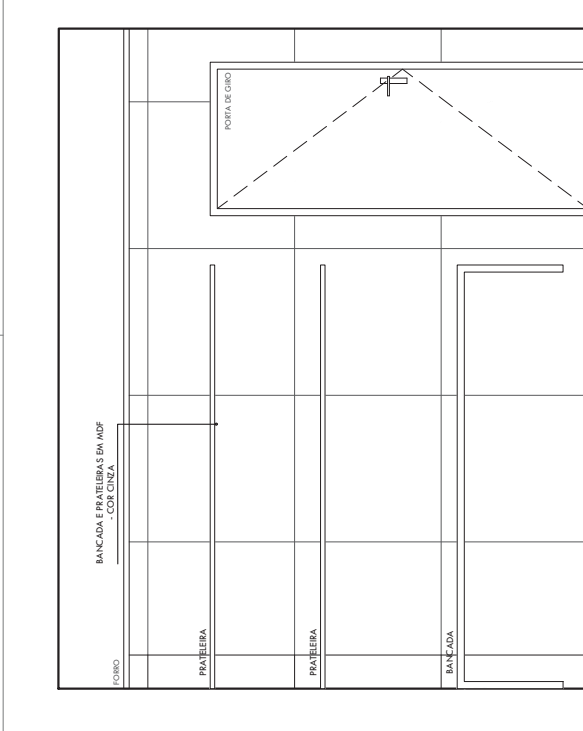 PORTA DE GIRO
BANCADA E PRATELEIRAS EM MDF
- COR CINZA
FORRO
PRATELEIRA
PRATELEIRA
BANCADA